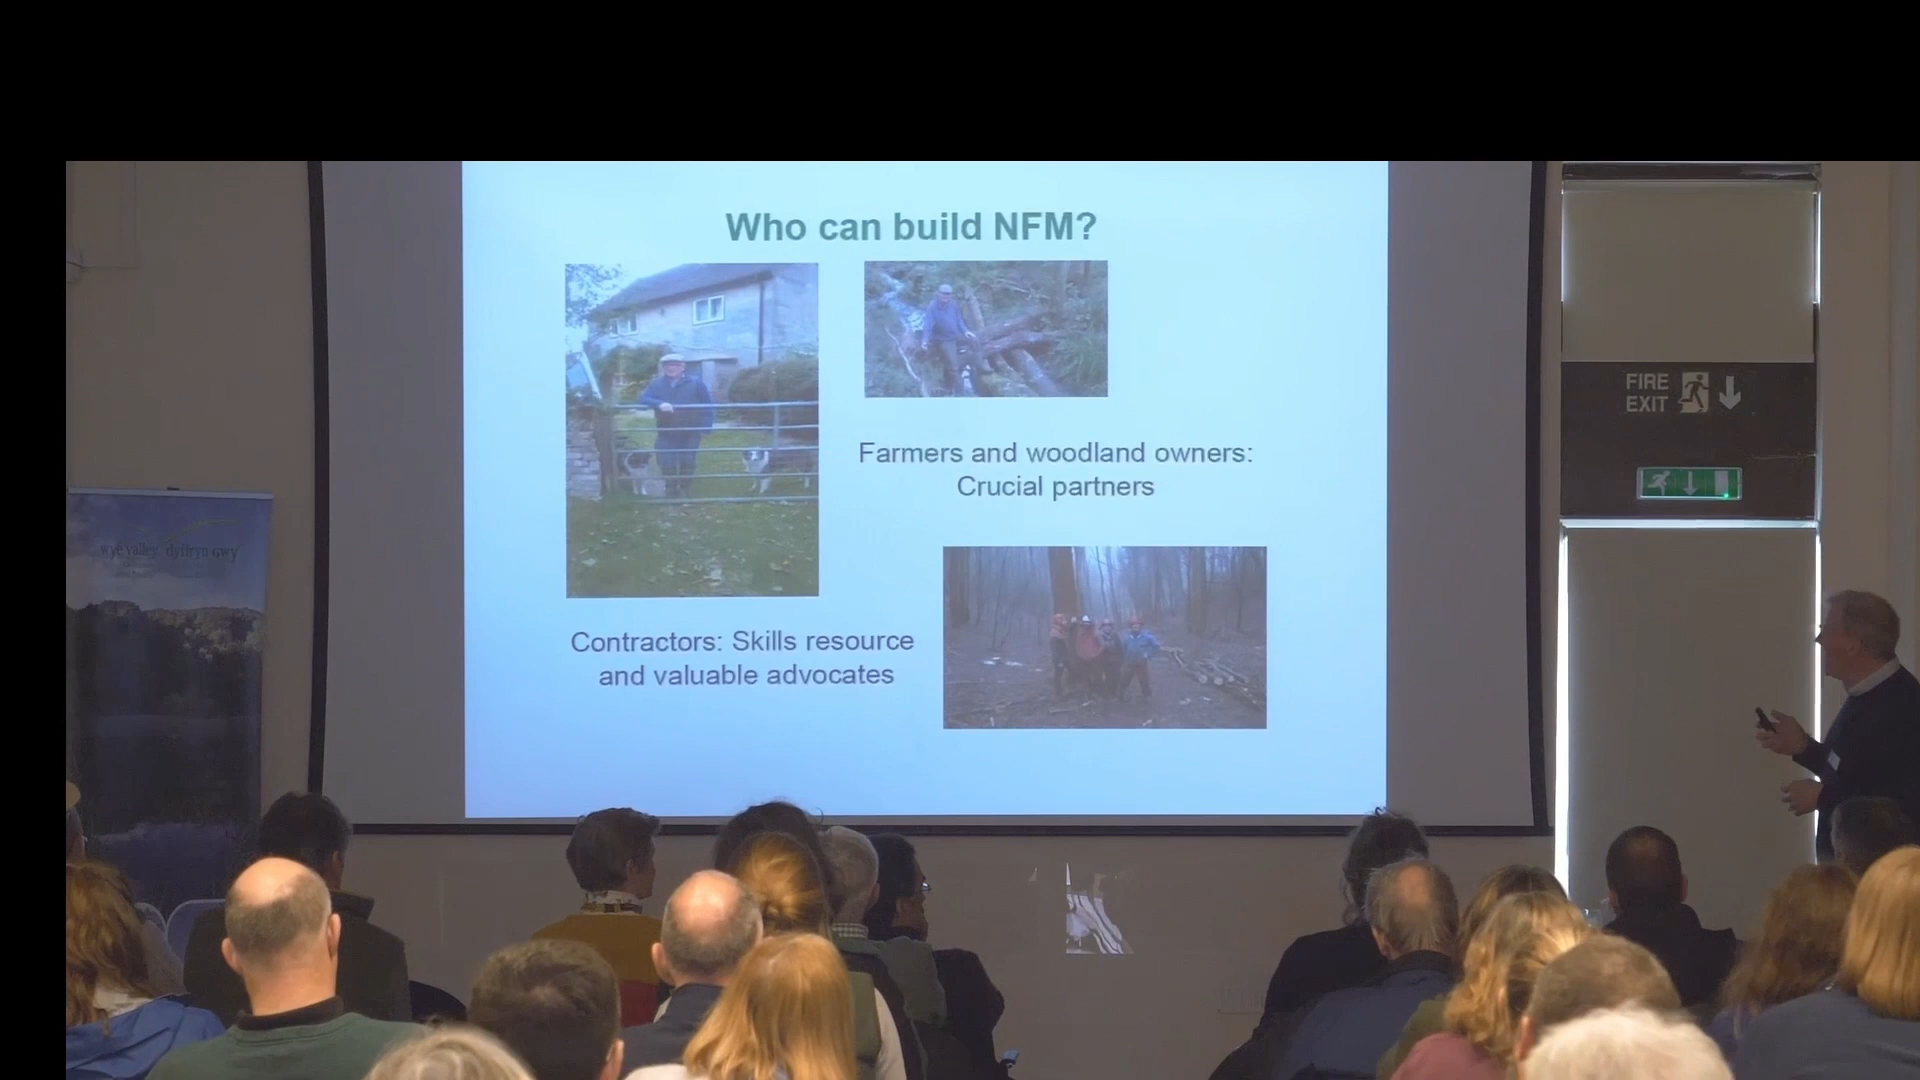 Who can build NFM?
Farmers and woodland owners:
Crucial partners
Contractors: Skills resource
and valuable advocates
FIRE
EXIT
wye valley dyffryn Gwy